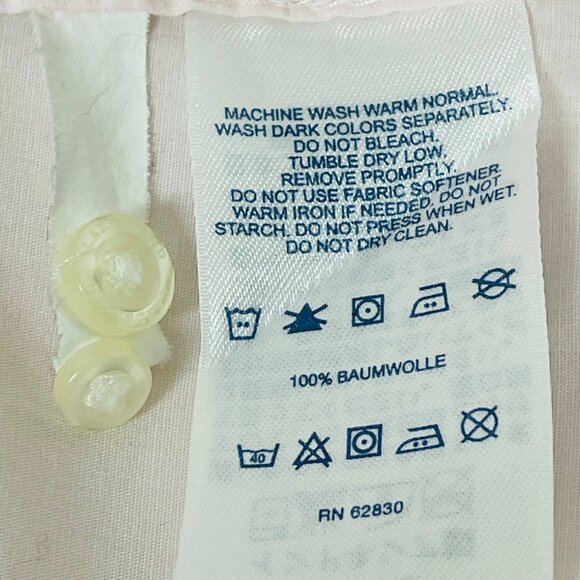 MACHINE WASH WARM NORMAL.
WASH DARK COLORS SEPARATELY.
DO NOT BLEACH.
TUMBLE DRY LOW.
REMOVE PROMPTLY.
DO NOT USE FABRIC SOFTENER.
WARM IRON IF NEEDED. DO NOT
STARCH. DO NOT PRESS WHEN WET.
DO NOT DRY CLEAN.
100% BAUMWOLLE
40
RN 62830